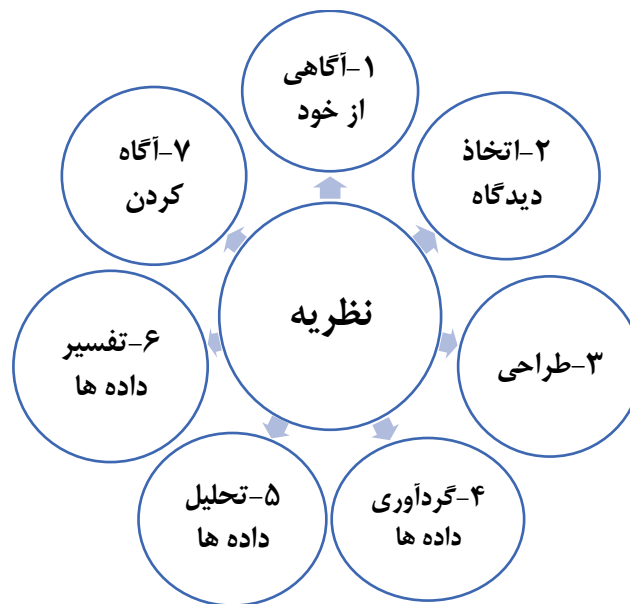 ۱-آگاهی
از خود
۲-اتخاذ
دیدگاه
۳-طراحی
۴-گردآوری
داده ها
۵-تحلیل
داده ها
۶-تفسیر
داده ها
۷-آگاه
کردن
نظریه